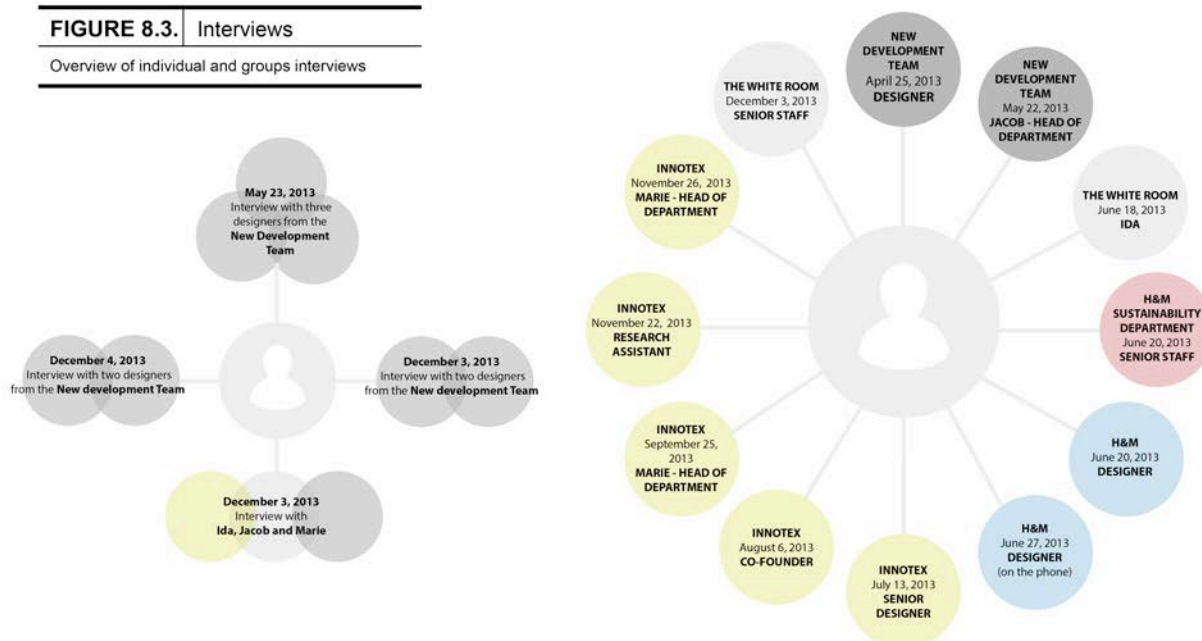 FIGURE 8.3. Interviews
Overview of individual and groups interviews
May 23, 2013
Interview with three
designers from the
New Development
Team
December 4, 2013
Interview with two designers
from the New development Team
December 3, 2013
Interview with two designers
from the New development Team
December 3, 2013
Interview with
Ida, Jacob and Marie
NEW
DEVELOPMENT
TEAM
April 25, 2013
DESIGNER
NEW
DEVELOPMENT
TEAM
May 22, 2013
JACOB - HEAD OF
DEPARTMENT
THE WHITE ROOM
June 18, 2013
IDA
H&M
SUSTAINABILITY
DEPARTMENT
June 20, 2013
SENIOR STAFF
H&M
June 20, 2013
DESIGNER
H&M
June 27, 2013
DESIGNER
(on the phone)
INNOTEX
July 13, 2013
SENIOR
DESIGNER
INNOTEX
August 6, 2013
CO-FOUNDER
INNOTEX
September 25,
2013
MARIE - HEAD OF
DEPARTMENT
INNOTEX
November 22, 2013
RESEARCH
ASSISTANT
INNOTEX
November 26, 2013
MARIE - HEAD OF
DEPARTMENT
THE WHITE ROOM
December 3, 2013
SENIOR STAFF